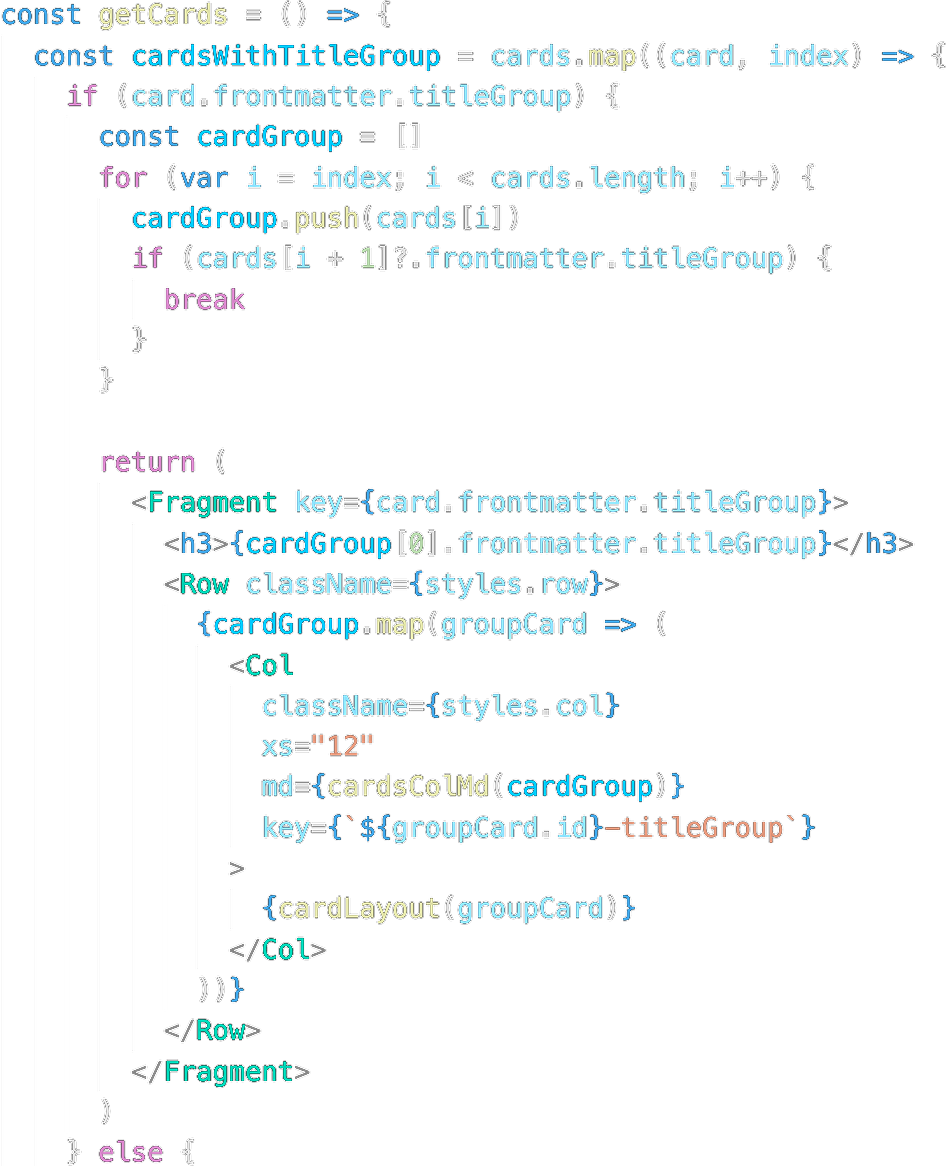 const getCards = () => {
  const cardsWithTitleGroup = cards.map((card, index) => {
    if (card.frontmatter.titleGroup) {
      const cardGroup = []
      for (var i = index; i < cards.length; i++) {
        cardGroup.push(cards[i])
        if (cards[i + 1]?.frontmatter.titleGroup) {
          break
        }
      }

      return (
        <Fragment key={card.frontmatter.titleGroup}>
          <h3>{cardGroup[0].frontmatter.titleGroup}</h3>
          <Row className={styles.row}>
            {cardGroup.map(groupCard => (
              <Col
                className={styles.col}
                xs="12"
                md={cardsColMd(cardGroup)}
                key={`${groupCard.id}-titleGroup`}
              >
                {cardLayout(groupCard)}
              </Col>
            ))}
          </Row>
        </Fragment>
      )
    } else {